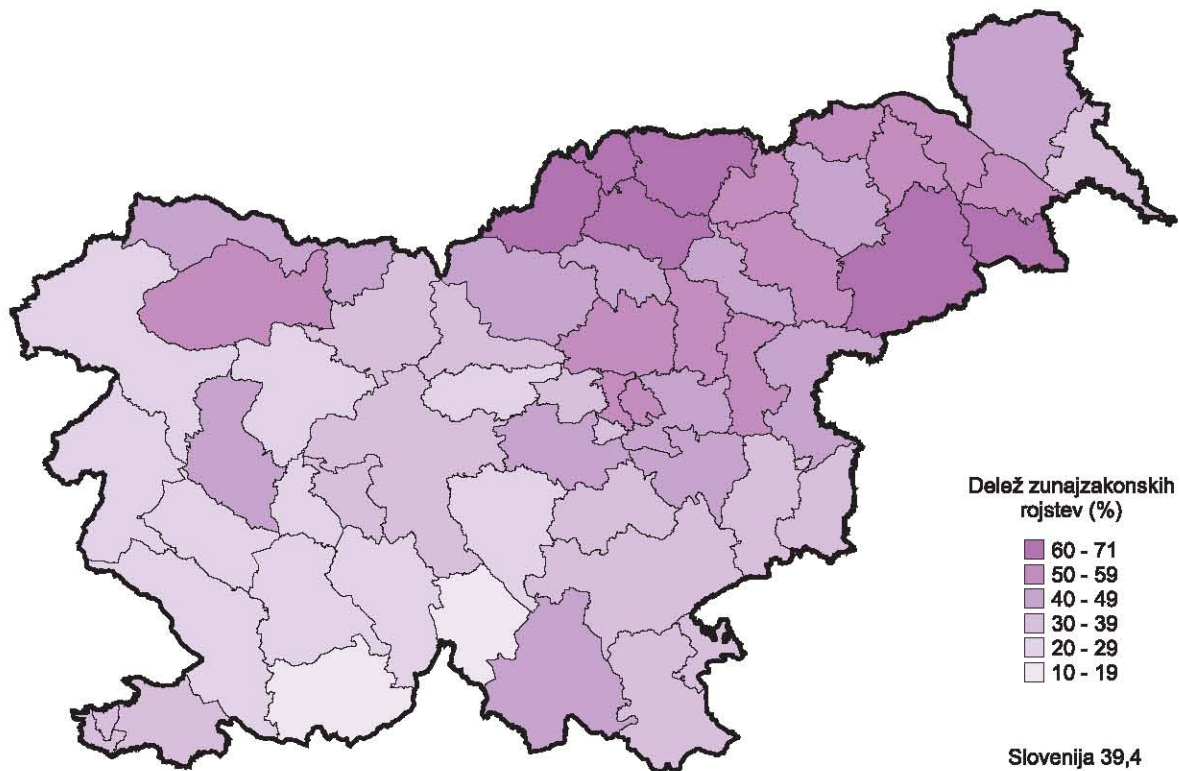 Delež zunajzakonskih
rojstev (%)
60 - 71
50 - 59
40 - 49
30 - 39
20 - 29
10 - 19
Slovenija 39,4